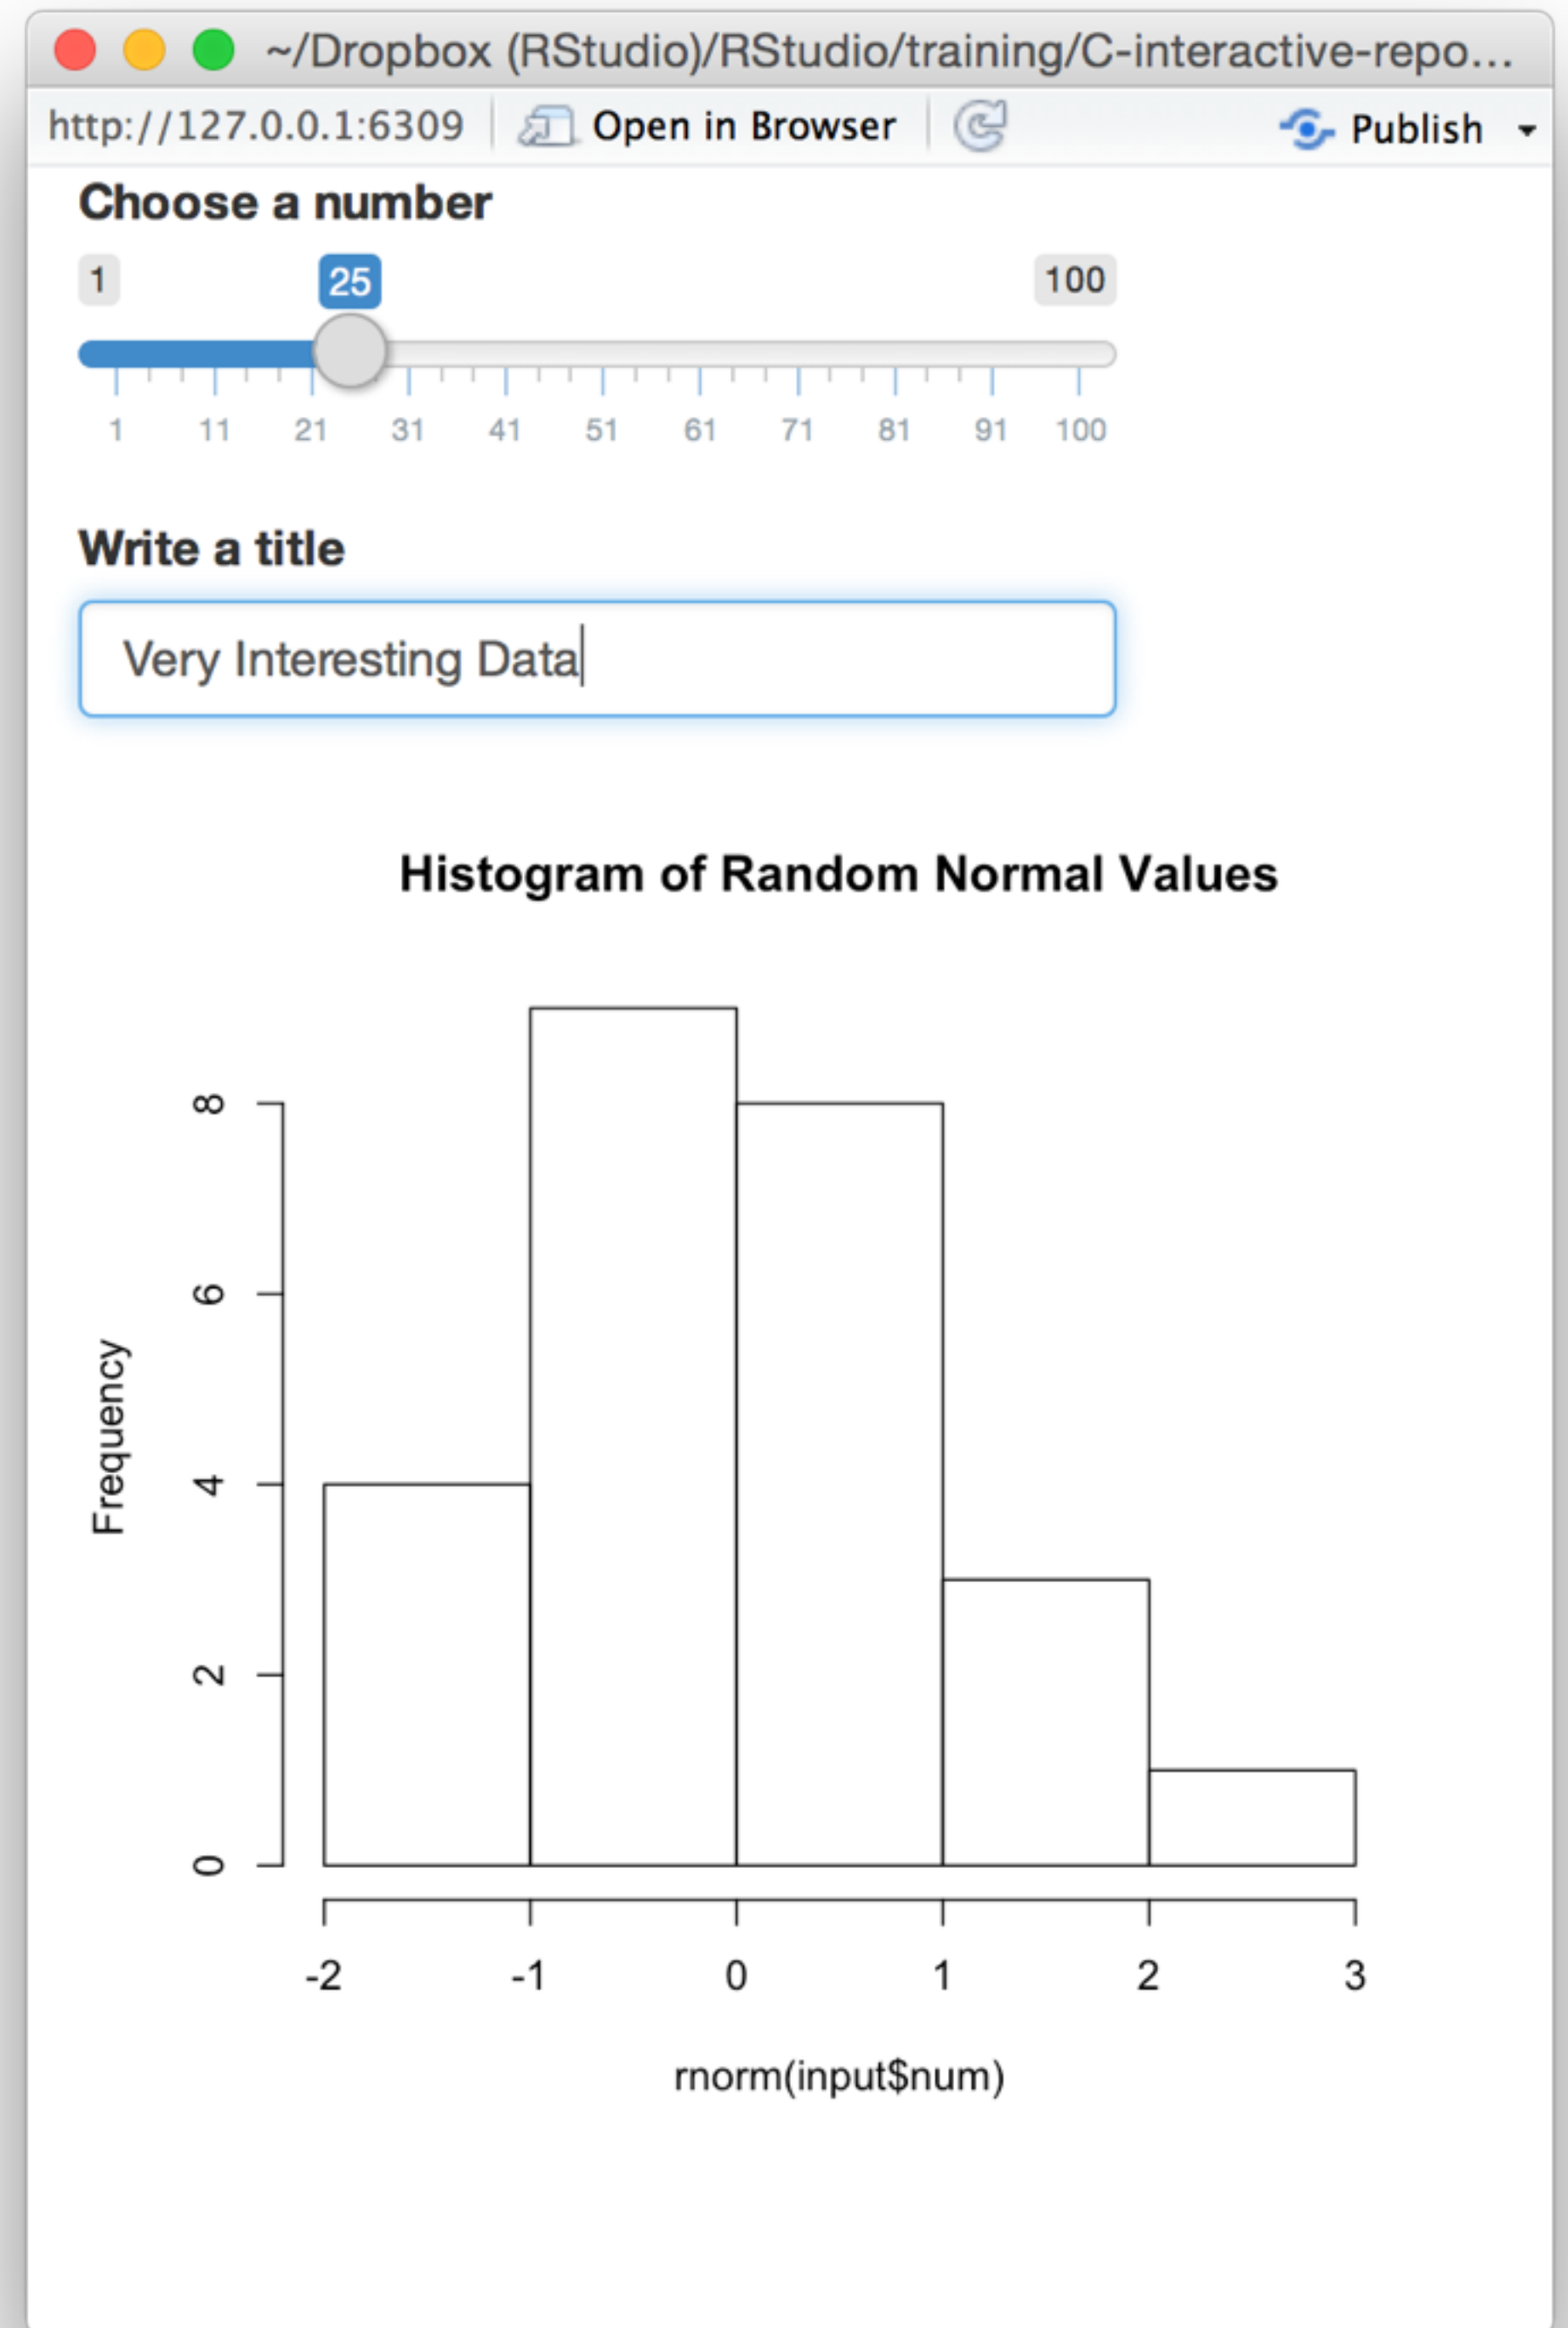 ~/Dropbox (RStudio)/RStudio/training/C-interactive-repo...
http://127.0.0.1:6309 Open in Browser Publish
Choose a number
1 25 100
1 11 21 31 41 51 61 71 81 91 100
Write a title
Very Interesting Data
Histogram of Random Normal Values
8
6
4
2
0
Frequency
-2 -1 0 1 2 3
rnorm(input$num)